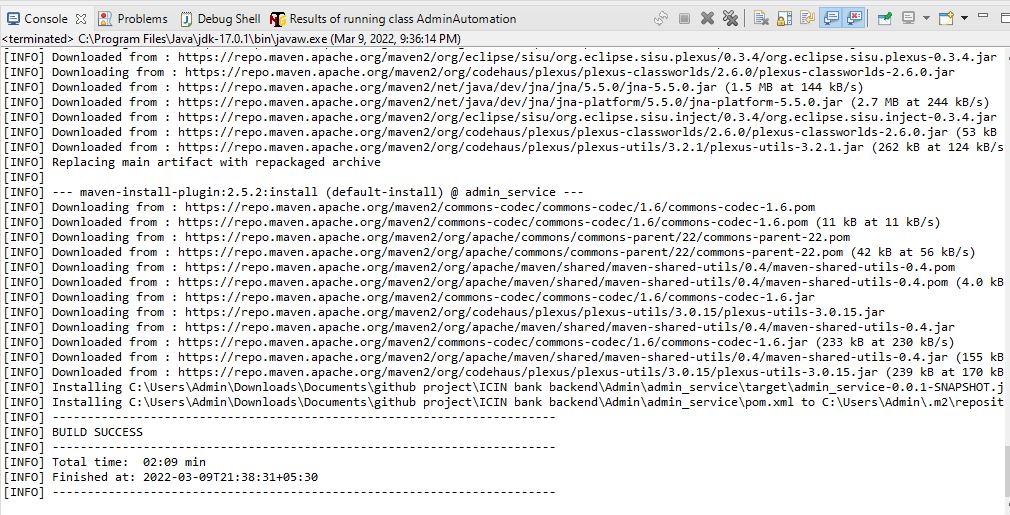 Console Problems Debug Shell Results of running class AdminAutomation
<terminated> C:\Program Files\Java\jdk-17.0.1\bin\javaw.exe (Mar 9, 2022, 9:36:14 PM)
[INFO] Downloaded from : https://repo.maven.apache.org/maven2/org/eclipse/sisu/org.eclipse.sisu.plexus/0.3.4/org.eclipse.sisu.plexus-0.3.4.jar
[INFO] Downloading from : https://repo.maven.apache.org/maven2/org/codehaus/plexus/plexus-classworlds/2.6.0/plexus-classworlds-2.6.0.jar
[INFO] Downloaded from : https://repo.maven.apache.org/maven2/net/java/dev/jna/jna/5.5.0/jna-5.5.0.jar (1.5 MB at 144 kB/s)
[INFO] Downloaded from : https://repo.maven.apache.org/maven2/net/java/dev/jna/jna-platform/5.5.0/jna-platform-5.5.0.jar (2.7 MB at 244 kB/s)
[INFO] Downloaded from : https://repo.maven.apache.org/maven2/org/eclipse/sisu/org.eclipse.sisu.inject/0.3.4/org.eclipse.sisu.inject-0.3.4.jar
[INFO] Downloaded from : https://repo.maven.apache.org/maven2/org/codehaus/plexus/plexus-classworlds/2.6.0/plexus-classworlds-2.6.0.jar (53 kB
[INFO] Downloaded from : https://repo.maven.apache.org/maven2/org/codehaus/plexus/plexus-utils/3.2.1/plexus-utils-3.2.1.jar (262 kB at 124 kB/s
[INFO] Replacing main artifact with repackaged archive
[INFO]
[INFO] --- maven-install-plugin:2.5.2:install (default-install) @ admin_service ---
[INFO] Downloading from : https://repo.maven.apache.org/maven2/commons-codec/commons-codec/1.6/commons-codec-1.6.pom
[INFO] Downloaded from : https://repo.maven.apache.org/maven2/commons-codec/commons-codec/1.6/commons-codec-1.6.pom (11 kB at 11 kB/s)
[INFO] Downloading from : https://repo.maven.apache.org/maven2/org/apache/commons/commons-parent/22/commons-parent-22.pom
[INFO] Downloaded from : https://repo.maven.apache.org/maven2/org/apache/commons/commons-parent/22/commons-parent-22.pom (42 kB at 56 kB/s)
[INFO] Downloading from : https://repo.maven.apache.org/maven2/org/apache/maven/shared/maven-shared-utils/0.4/maven-shared-utils-0.4.pom
[INFO] Downloaded from : https://repo.maven.apache.org/maven2/org/apache/maven/shared/maven-shared-utils/0.4/maven-shared-utils-0.4.pom (4.0 kB
[INFO] Downloading from : https://repo.maven.apache.org/maven2/commons-codec/commons-codec/1.6/commons-codec-1.6.jar
[INFO] Downloading from : https://repo.maven.apache.org/maven2/org/codehaus/plexus/plexus-utils/3.0.15/plexus-utils-3.0.15.jar
[INFO] Downloading from : https://repo.maven.apache.org/maven2/org/apache/maven/shared/maven-shared-utils/0.4/maven-shared-utils-0.4.jar
[INFO] Downloaded from : https://repo.maven.apache.org/maven2/commons-codec/commons-codec/1.6/commons-codec-1.6.jar (233 kB at 230 kB/s)
[INFO] Downloaded from : https://repo.maven.apache.org/maven2/org/apache/maven/shared/maven-shared-utils/0.4/maven-shared-utils-0.4.jar (155 kB
[INFO] Downloaded from : https://repo.maven.apache.org/maven2/org/codehaus/plexus/plexus-utils/3.0.15/plexus-utils-3.0.15.jar (239 kB at 170 kB
[INFO] Installing C:\Users\Admin\Downloads\Documents\github project\ICIN bank backend\Admin\admin_service\target\admin_service-0.0.1-SNAPSHOT.j
[INFO] Installing C:\Users\Admin\Downloads\Documents\github project\ICIN bank backend\Admin\admin_service\pom.xml to C:\Users\Admin\.m2\reposit
[INFO] ------------------------------------------------------------------------
[INFO] BUILD SUCCESS
[INFO] ------------------------------------------------------------------------
[INFO] Total time:  02:09 min
[INFO] Finished at: 2022-03-09T21:38:31+05:30
[INFO] ------------------------------------------------------------------------